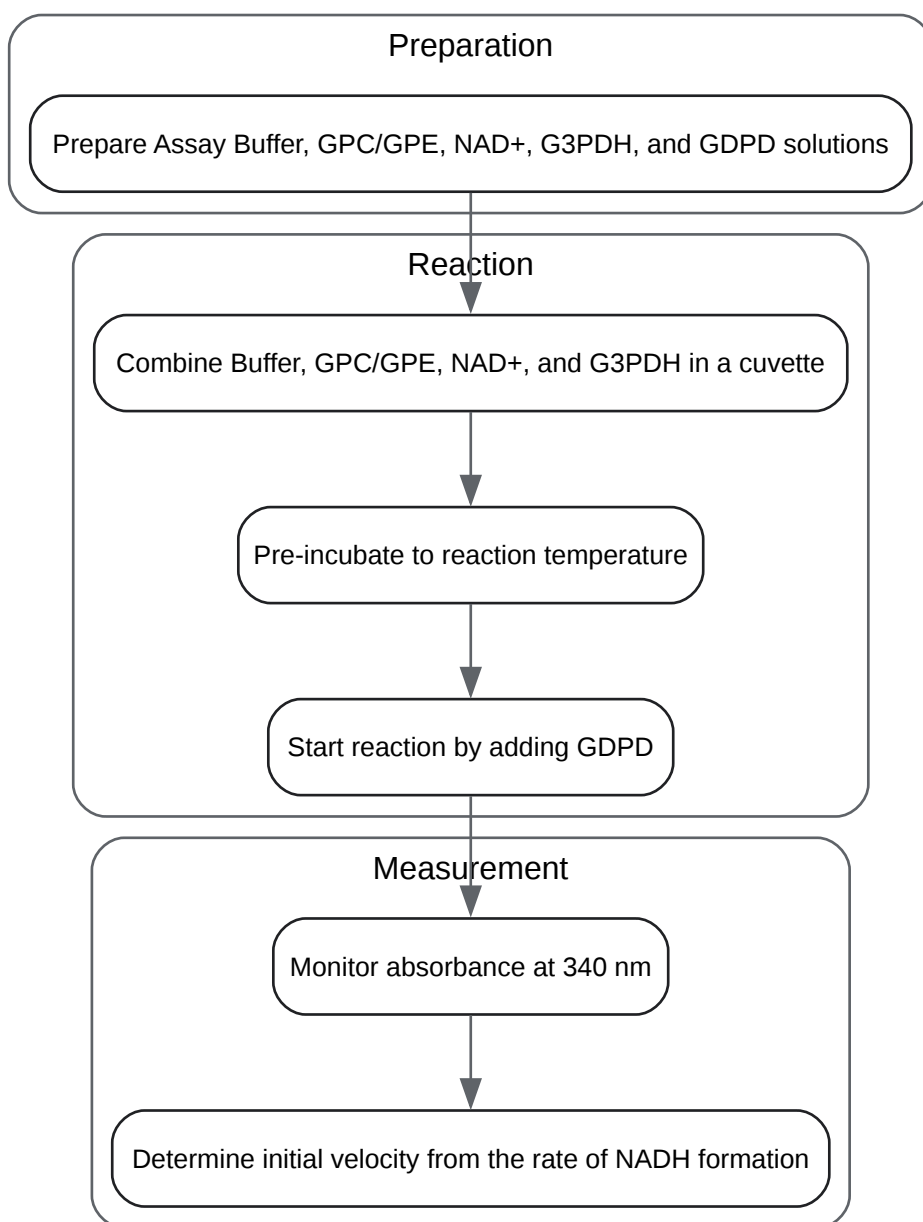 Preparation
Prepare Assay Buffer, GPC/GPE, NAD+, G3PDH, and GDPD solutions
Reaction
Combine Buffer, GPC/GPE, NAD+, and G3PDH in a cuvette
Pre-incubate to reaction temperature
Start reaction by adding GDPD
Measurement
Monitor absorbance at 340 nm
Determine initial velocity from the rate of NADH formation